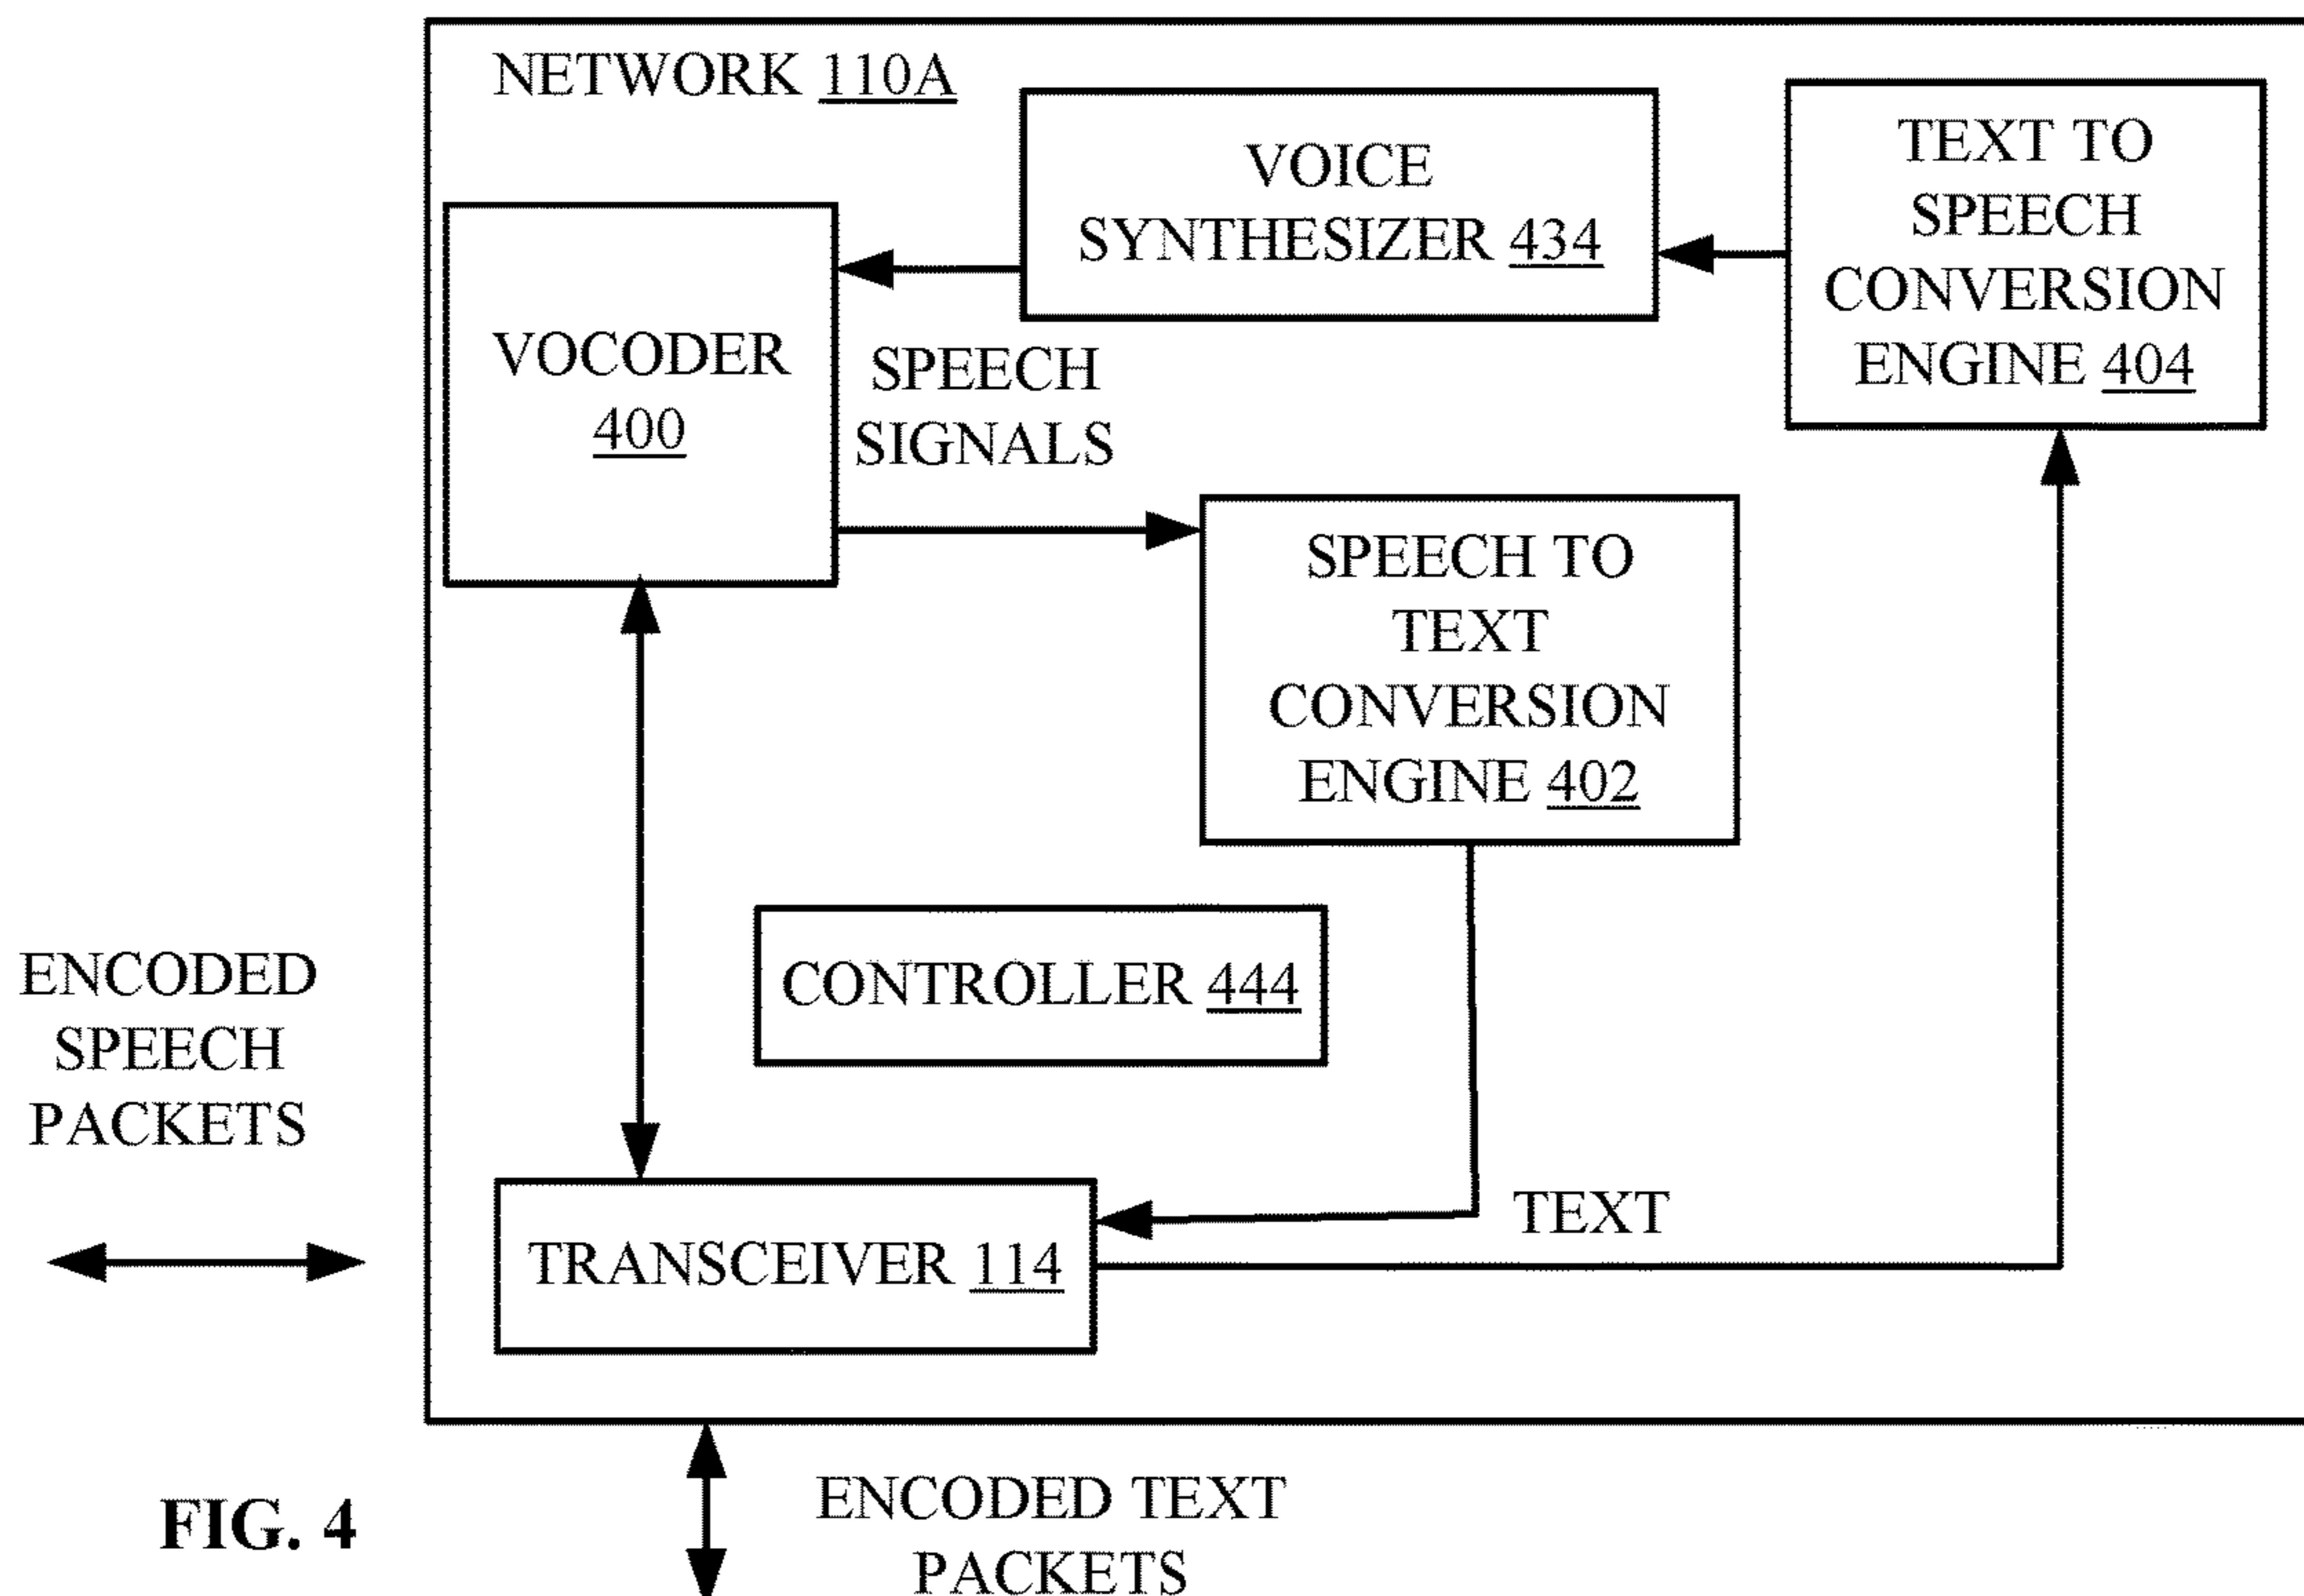 NETWORK 110A
VOICE
SYNTHESIZER 434
TEXT TO
SPEECH
CONVERSION
ENGINE 404
VOCODER
400
SPEECH
SIGNALS
SPEECH TO
TEXT
CONVERSION
ENGINE 402
CONTROLLER 444
ENCODED
SPEECH
PACKETS
TRANSCEIVER 114
TEXT
ENCODED TEXT
PACKETS
FIG. 4